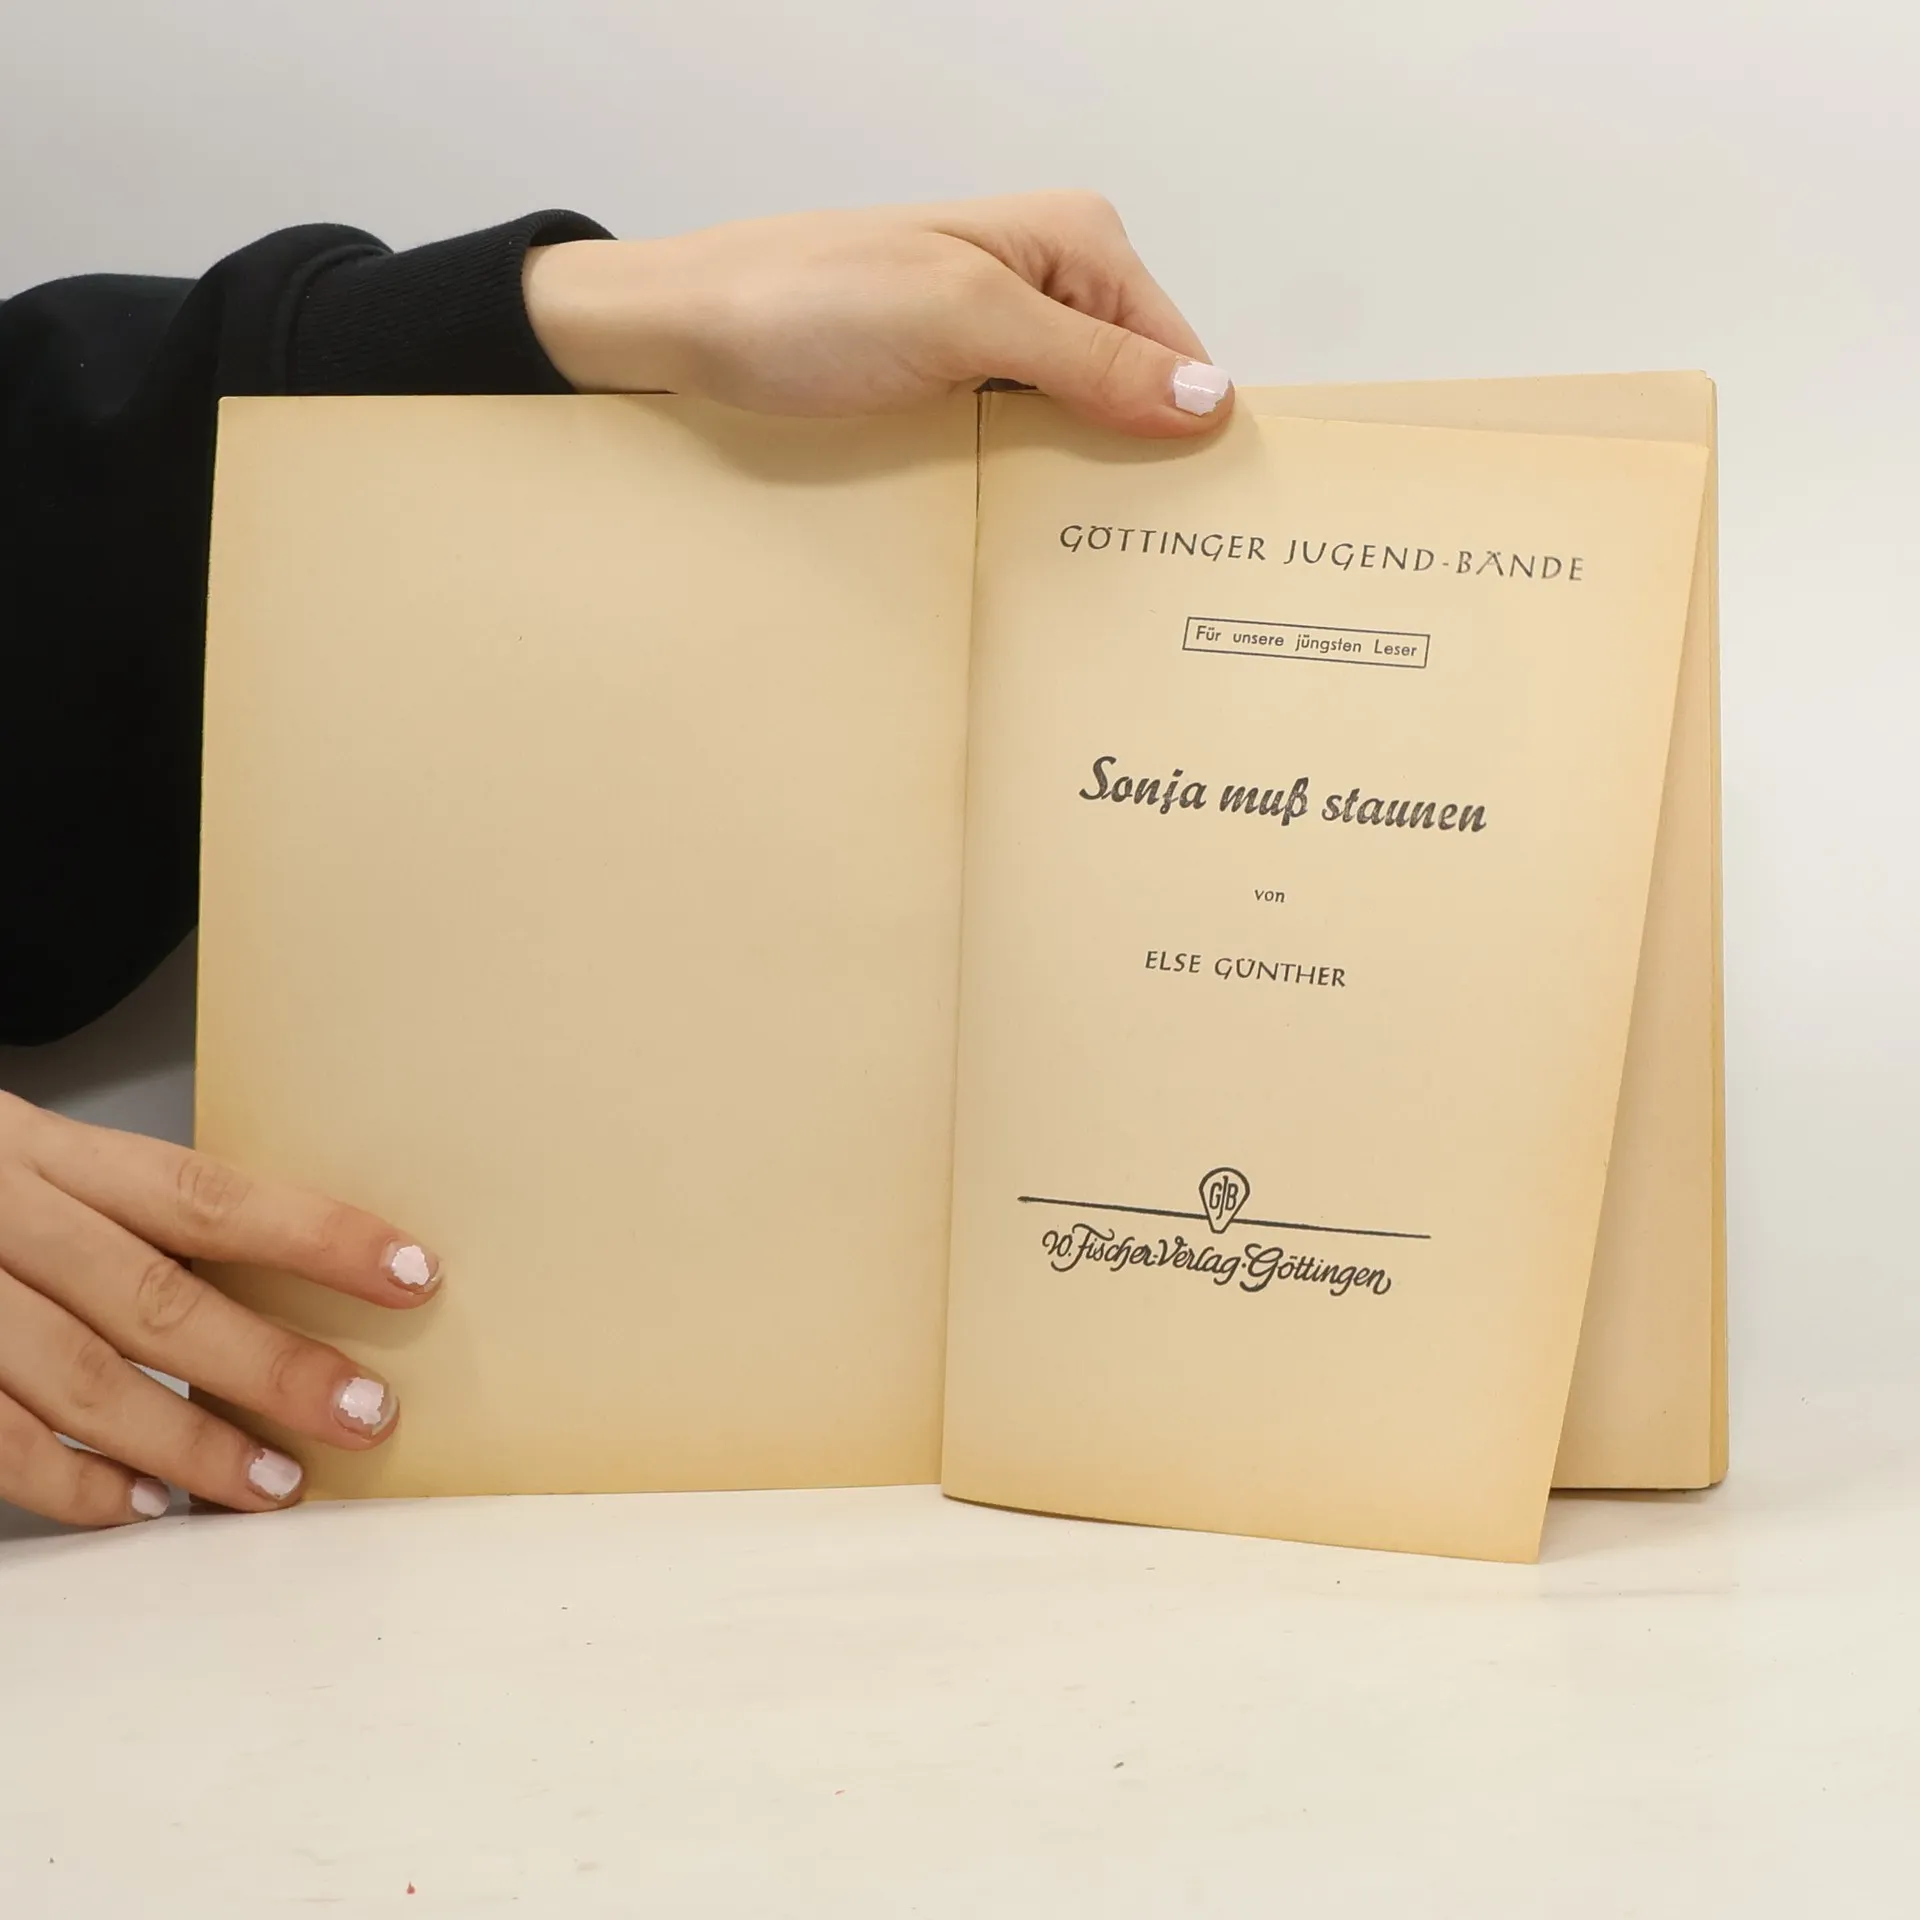 GÖTTINGER JUGEND-BÄNDE
Für unsere jüngsten Leser
Sonja muß staunen
von
ELSE GÜNTHER
GJB
W. Fischer-Verlag·Göttingen